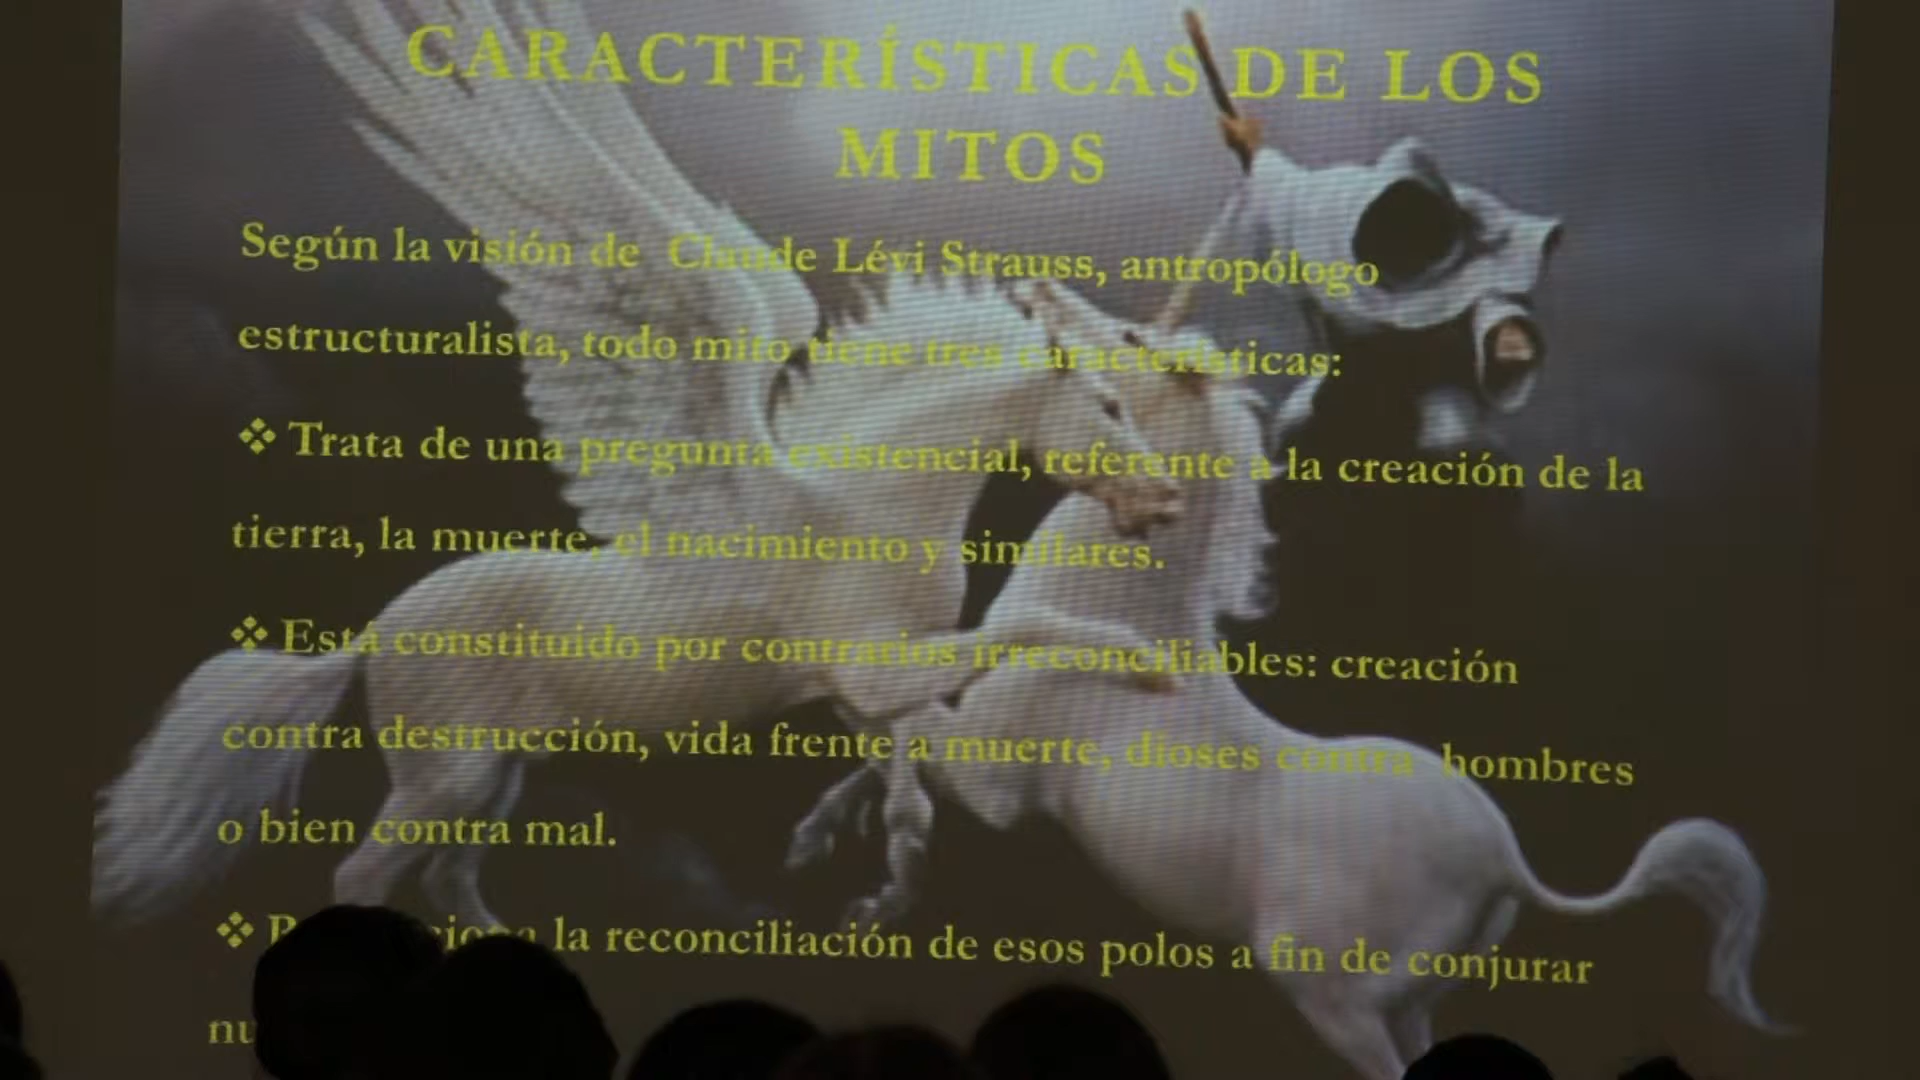 CARACTERÍSTICAS DE LOS
MITOS
Según la visión de Claude Lévi Strauss, antropólogo
estructuralista, todo mito tiene tres características:
❖ Trata de una pregunta existencial, referente a la creación de la
tierra, la muerte, el nacimiento y similares.
❖ Está constituido por contrarios irreconciliables: creación
contra destrucción, vida frente a muerte, dioses contra hombres
o bien contra mal.
❖ la reconciliación de esos polos a fin de conjurar